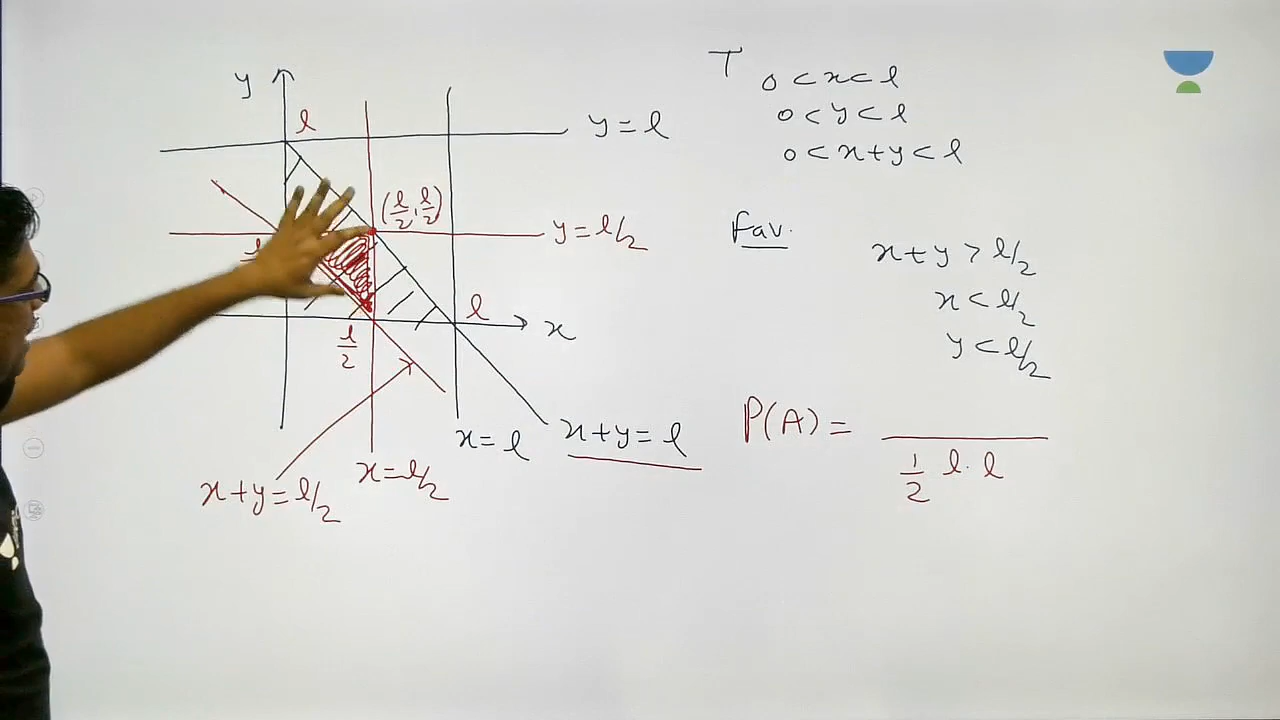 y
l
y = l
(l/2, l/2)
y = l/2
l
x
l/2
x = l
x + y = l
x = l/2
x + y = l/2
T
0 < x < l
0 < y < l
0 < x + y < l
Fav.
x + y > l/2
x < l/2
y < l/2
P(A) =
1/2 l . l